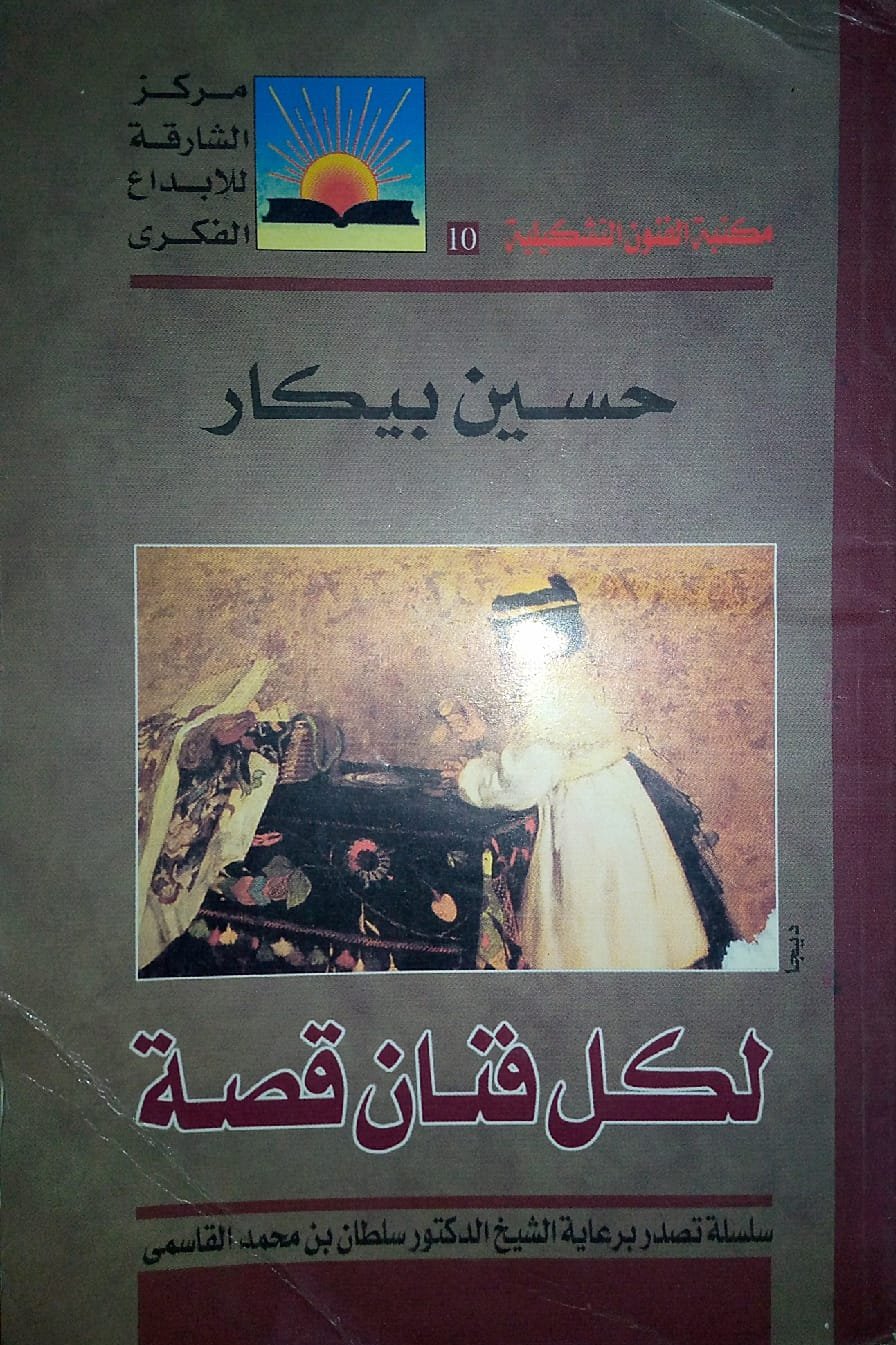 مركز
الشارقة
للإبداع
الفكرى
مكتبة الفنون التشكيلية 10
حسين بيكار
ديجا
لكل فنان قصة
سلسلة تصدر برعاية الشيخ الدكتور سلطان بن محمد القاسمى